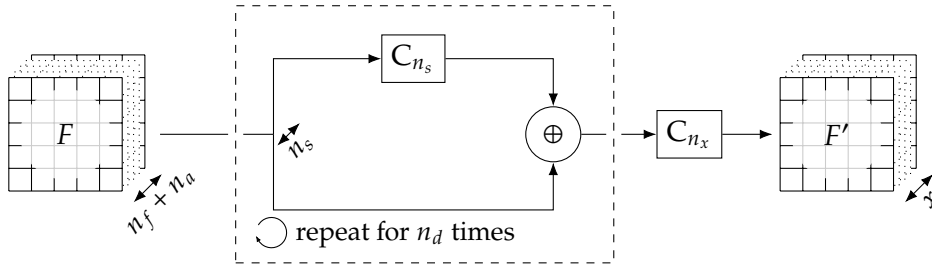 F
n_f + n_a
n_s
C_{n_s}
⊕
repeat for n_d times
C_{n_x}
F′
x